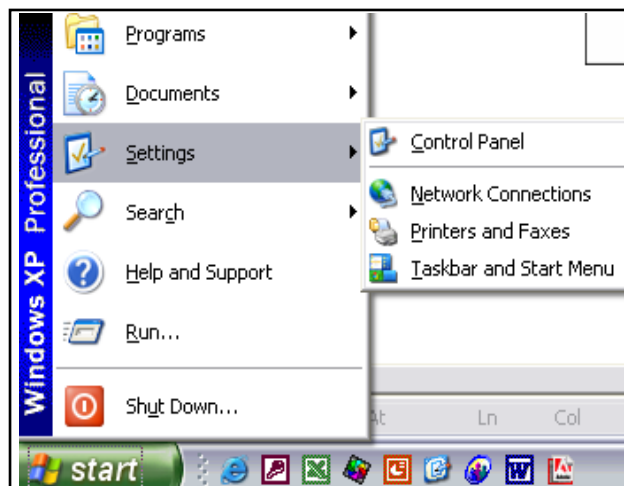 Programs
Documents
Settings
Search
Help and Support
Run...
Shut Down...
Windows XP Professional
Control Panel
Network Connections
Printers and Faxes
Taskbar and Start Menu
At Ln Col
start
W